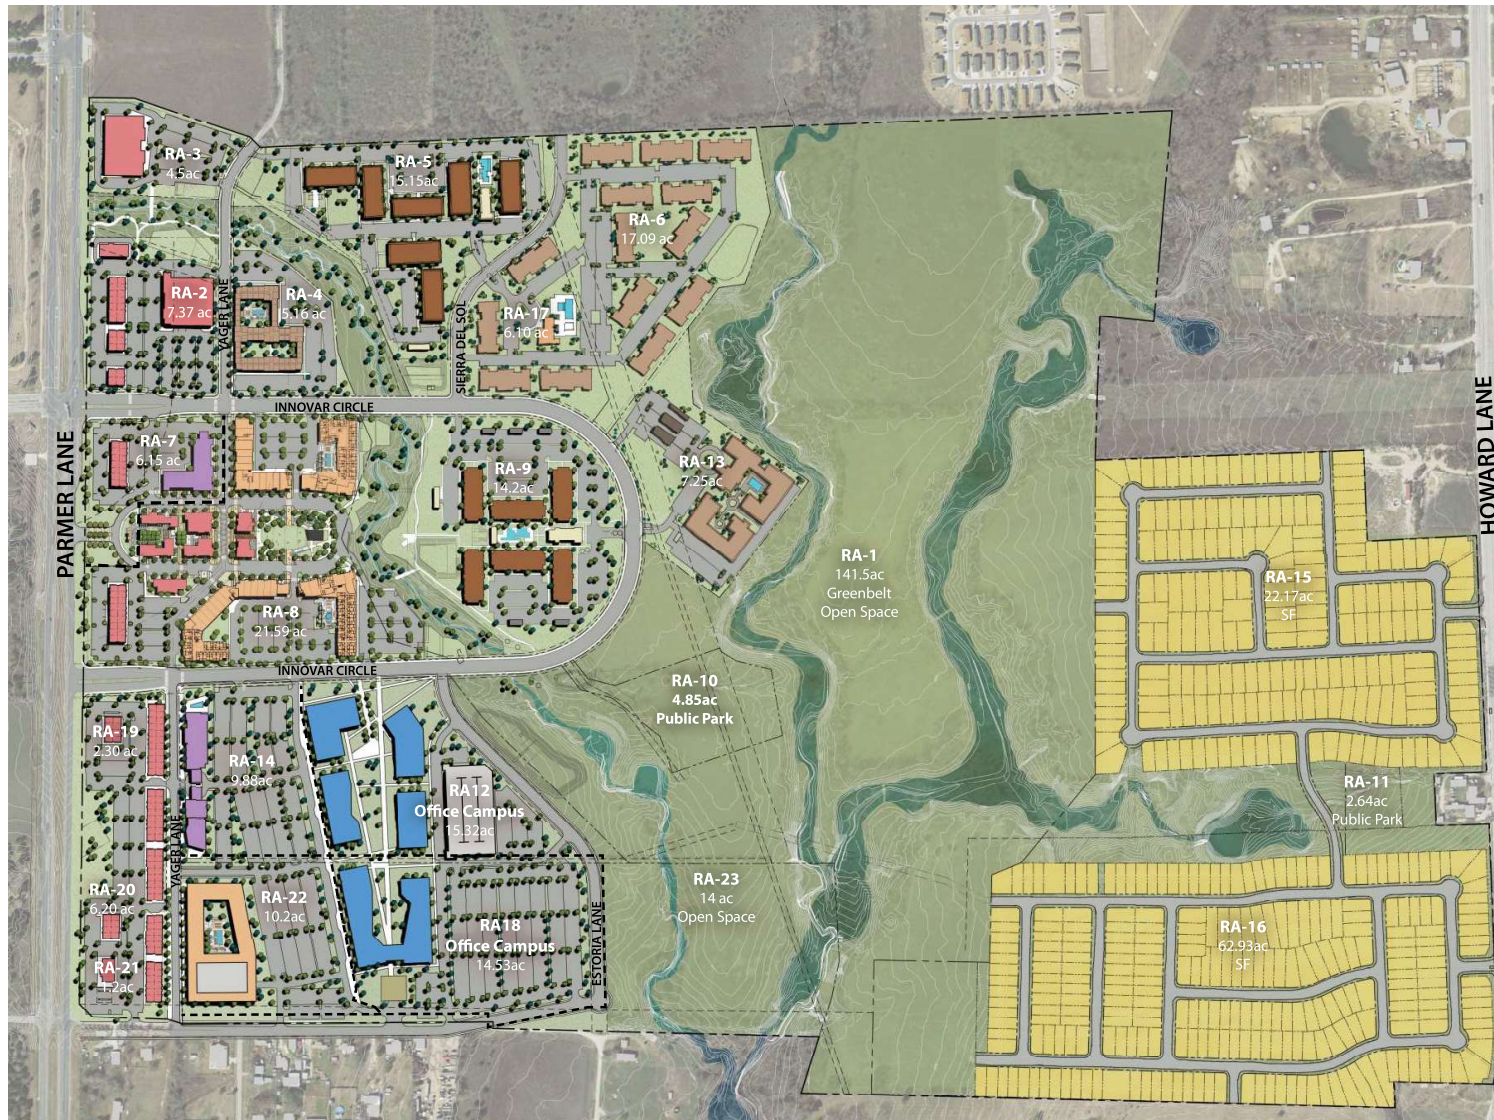 RA-3
4.5ac
RA-5
15.15ac
RA-6
17.09 ac
RA-2
7.37 ac
YAGER LANE
RA-4
5.16 ac
RA-17
6.10 ac
SIERRA DEL SOL
INNOVAR CIRCLE
PARMER LANE
HOWARD LANE
RA-7
6.15 ac
RA-9
14.2ac
RA-13
7.25ac
RA-1
141.5ac
Greenbelt
Open Space
RA-15
22.17ac
SF
RA-8
21.59 ac
INNOVAR CIRCLE
RA-10
4.85ac
Public Park
RA-19
2.30 ac
RA-14
9.88ac
RA12
Office Campus
15.32ac
RA-11
2.64ac
Public Park
YAGER LANE
RA-20
6.20 ac
RA-22
10.2ac
RA-23
14 ac
Open Space
RA18
Office Campus
14.53ac
ESTORIA LANE
RA-16
62.93ac
SF
RA-21
1.2ac